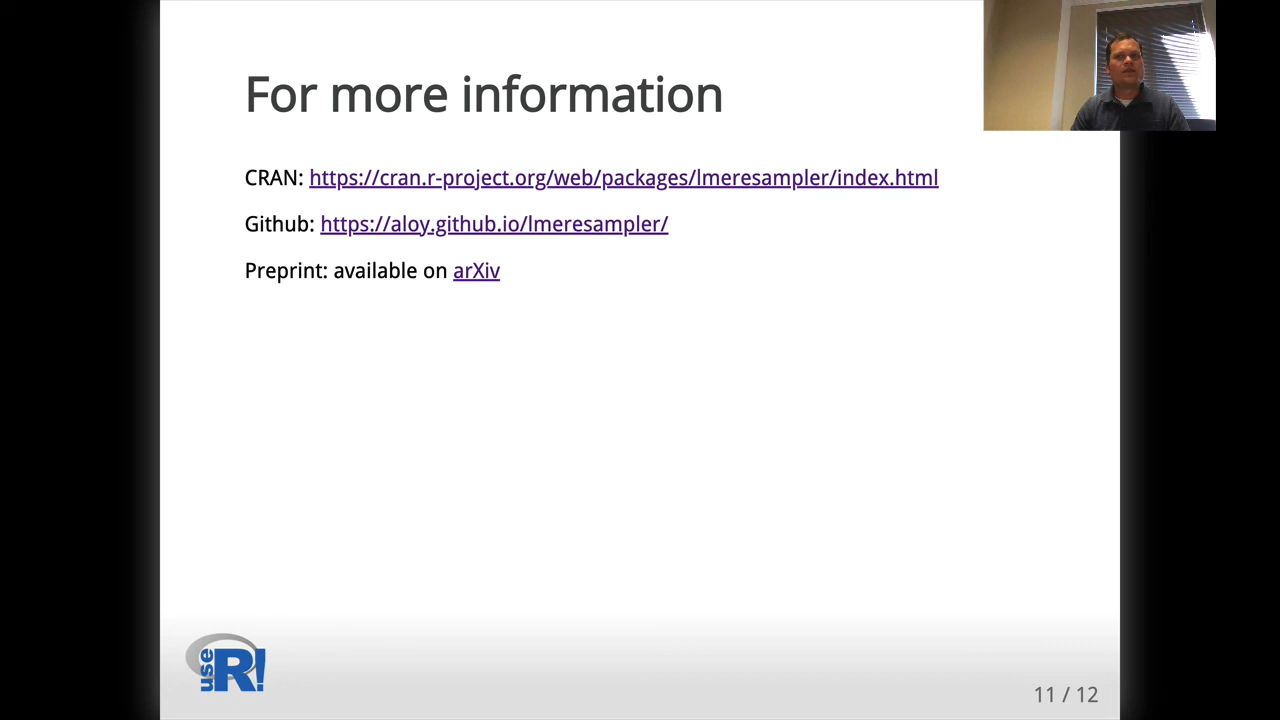 For more information
CRAN: https://cran.r-project.org/web/packages/lmeresampler/index.html
Github: https://aloy.github.io/lmeresampler/
Preprint: available on arXiv
use R!
11 / 12